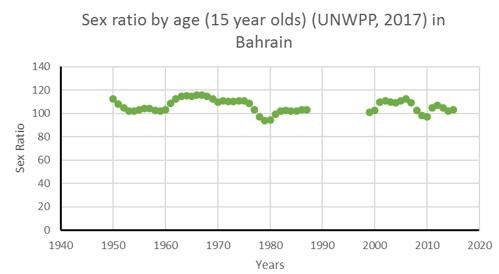 Sex ratio by age (15 year olds) (UNWPP, 2017) in
Bahrain
140
120
100
80
60
40
20
0
Sex Ratio
1940 1950 1960 1970 1980 1990 2000 2010 2020
Years